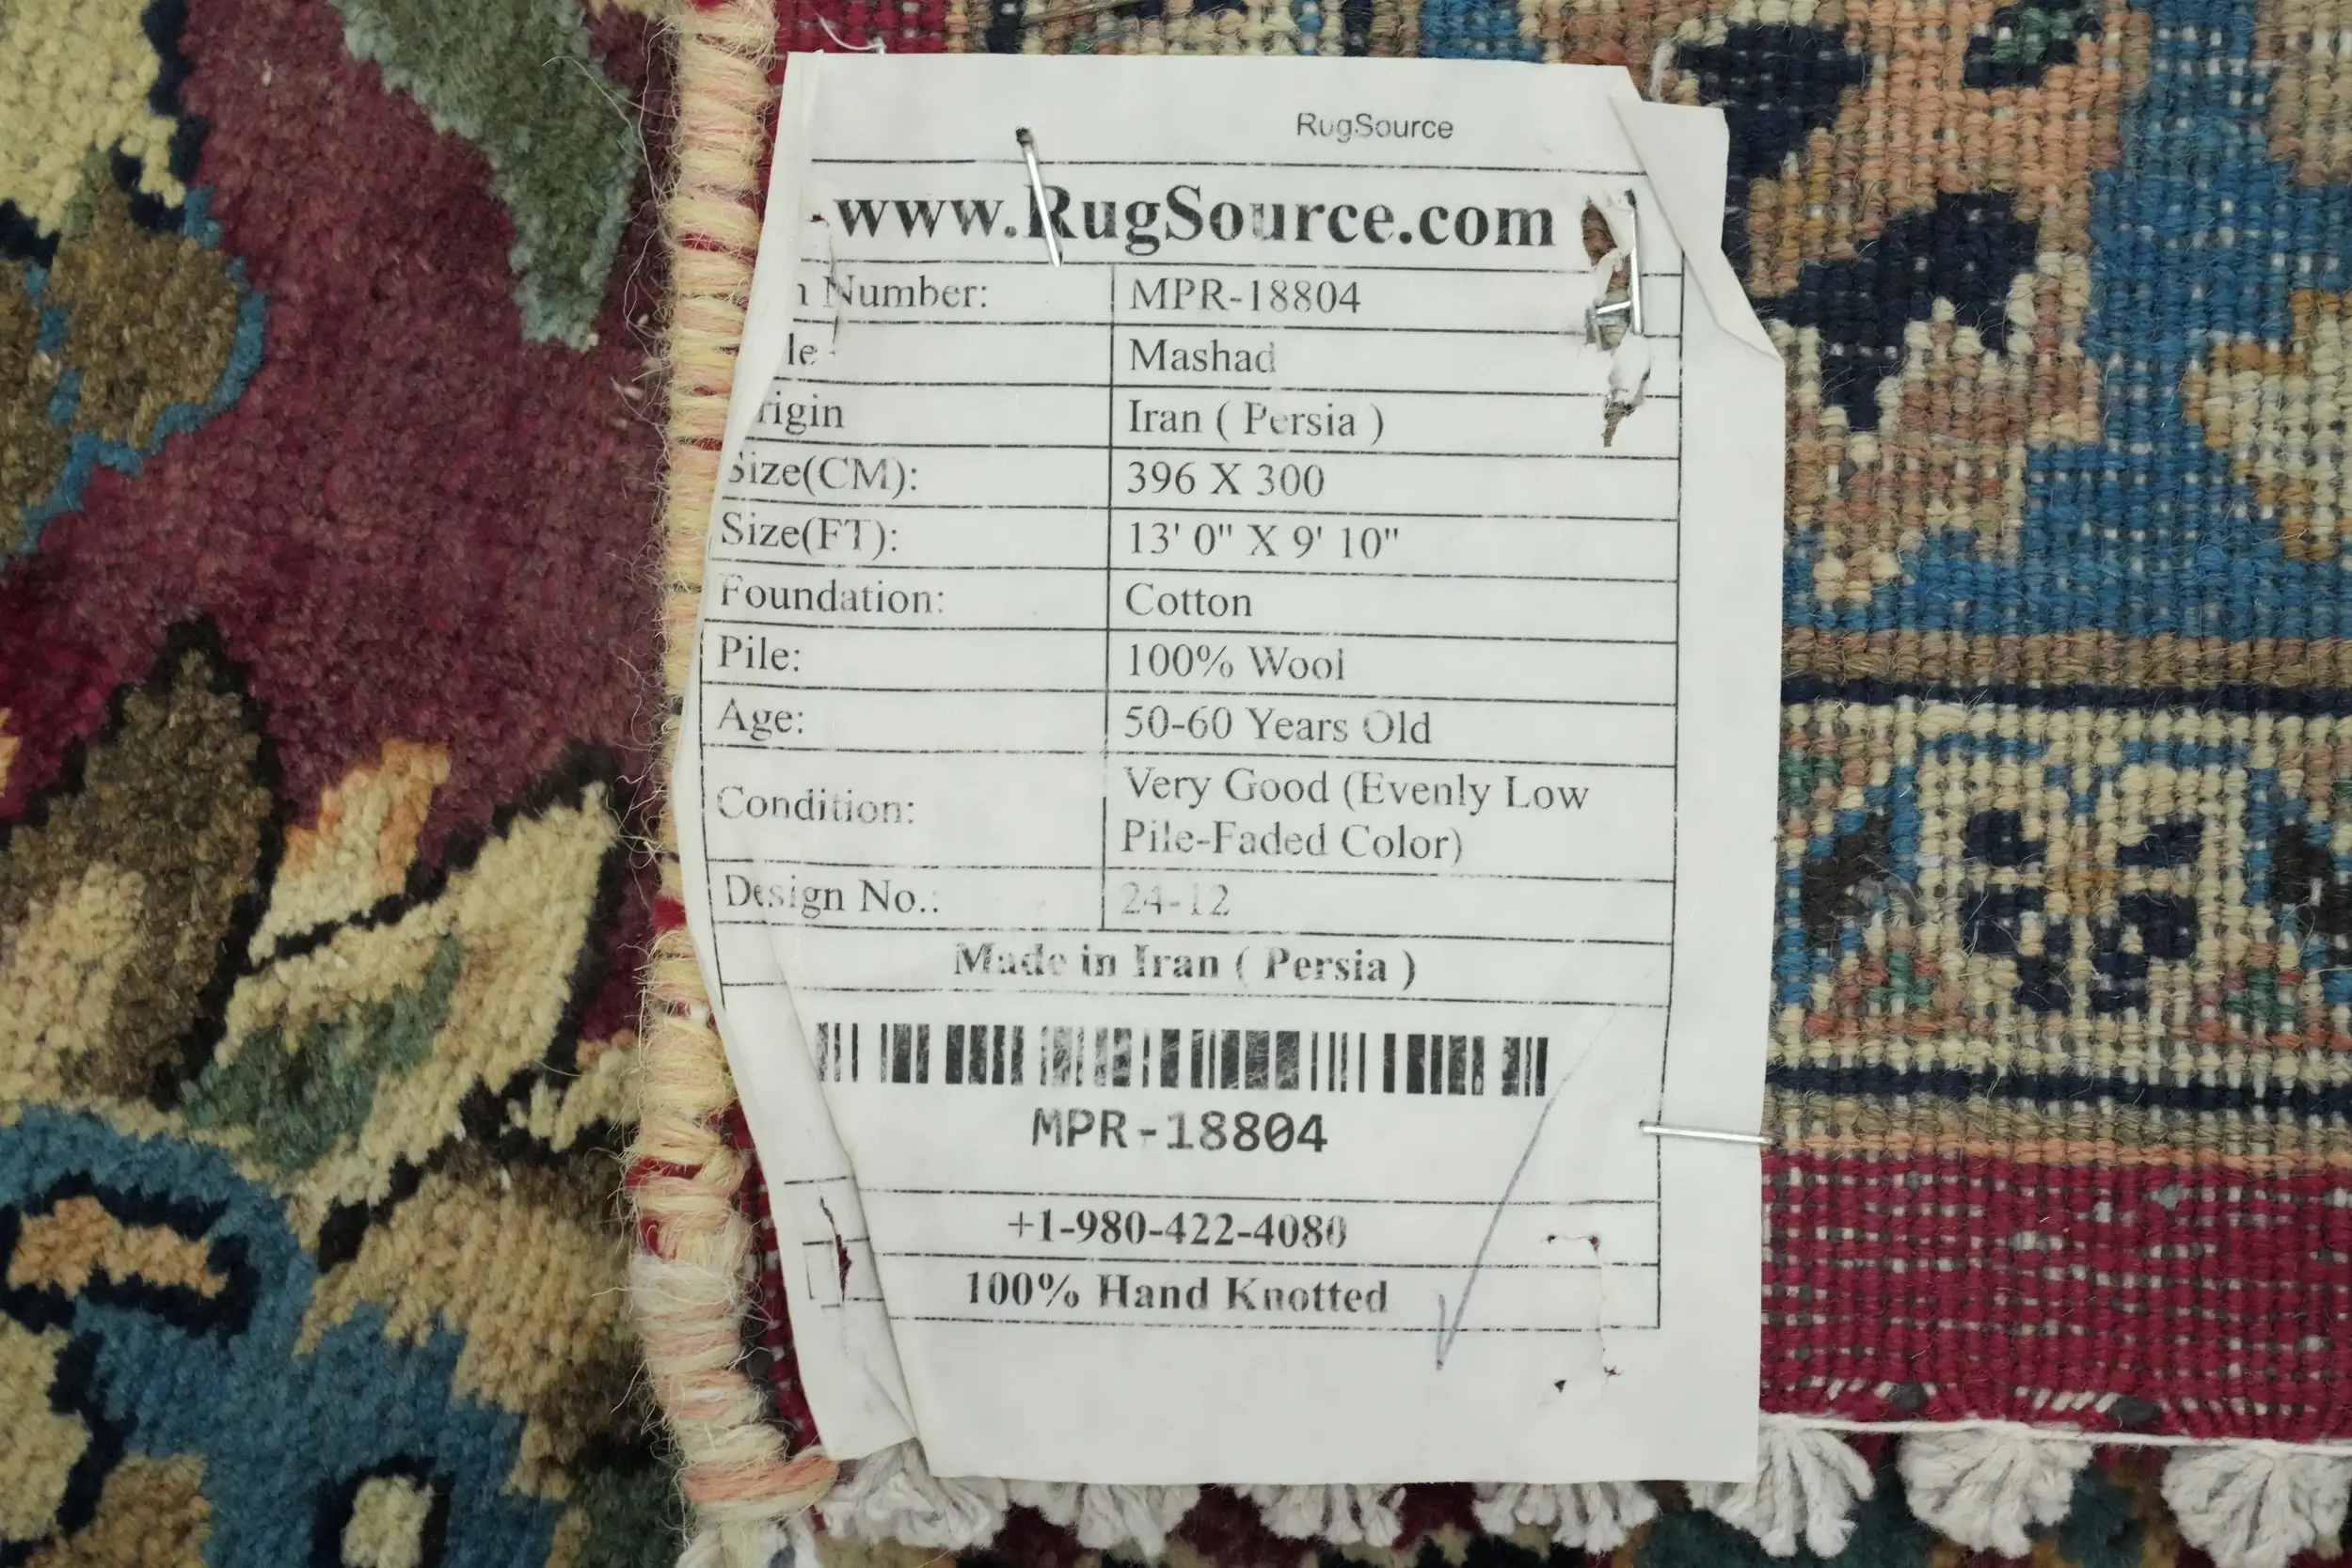 RugSource
www.RugSource.com
Number: MPR-18804
Mashad
Origin Iran ( Persia )
Size(CM): 396 X 300
Size(FT): 13' 0" X 9' 10"
Foundation: Cotton
Pile: 100% Wool
Age: 50-60 Years Old
Condition: Very Good (Evenly Low
Pile-Faded Color)
Design No.: 24-12
Made in Iran ( Persia )
MPR-18804
+1-980-422-4080
100% Hand Knotted